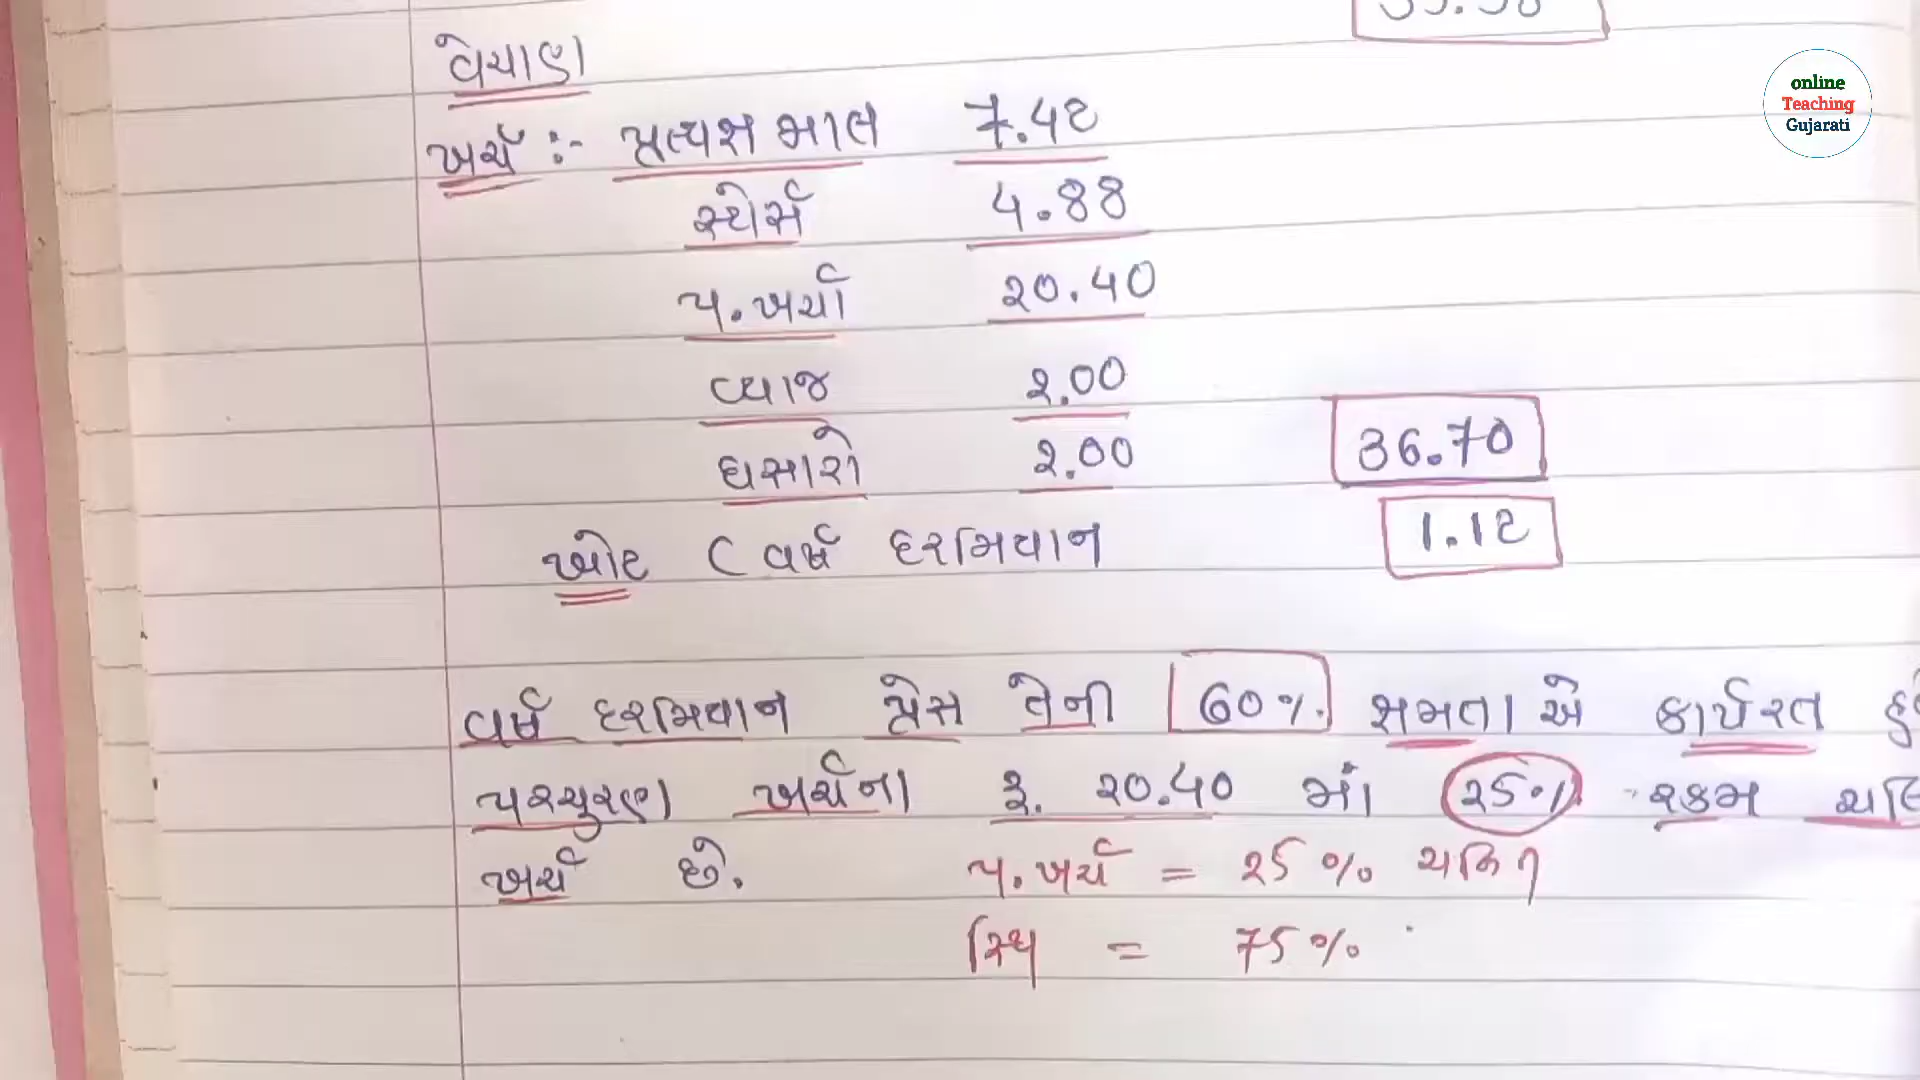 વેચાણ
ખર્ચ :- પ્રત્યક્ષ માલ 7.42
સ્ટોર્સ 4.88
પ. ખર્ચા 20.40
વ્યાજ 2.00
ઘસારો 2.00 36.70
ખોટ ( વર્ષ દરમિયાન 1.12
વર્ષ દરમિયાન પ્રેસ તેની 60% ક્ષમતા એ કાર્યરત
પરચુરણ ખર્ચના રૂ. 20.40 માં 25% રકમ ચલિ
ખર્ચ છે. પ. ખર્ચ = 25 % ચલિત
સ્થિ = 75 %
online
Teaching
Gujarati